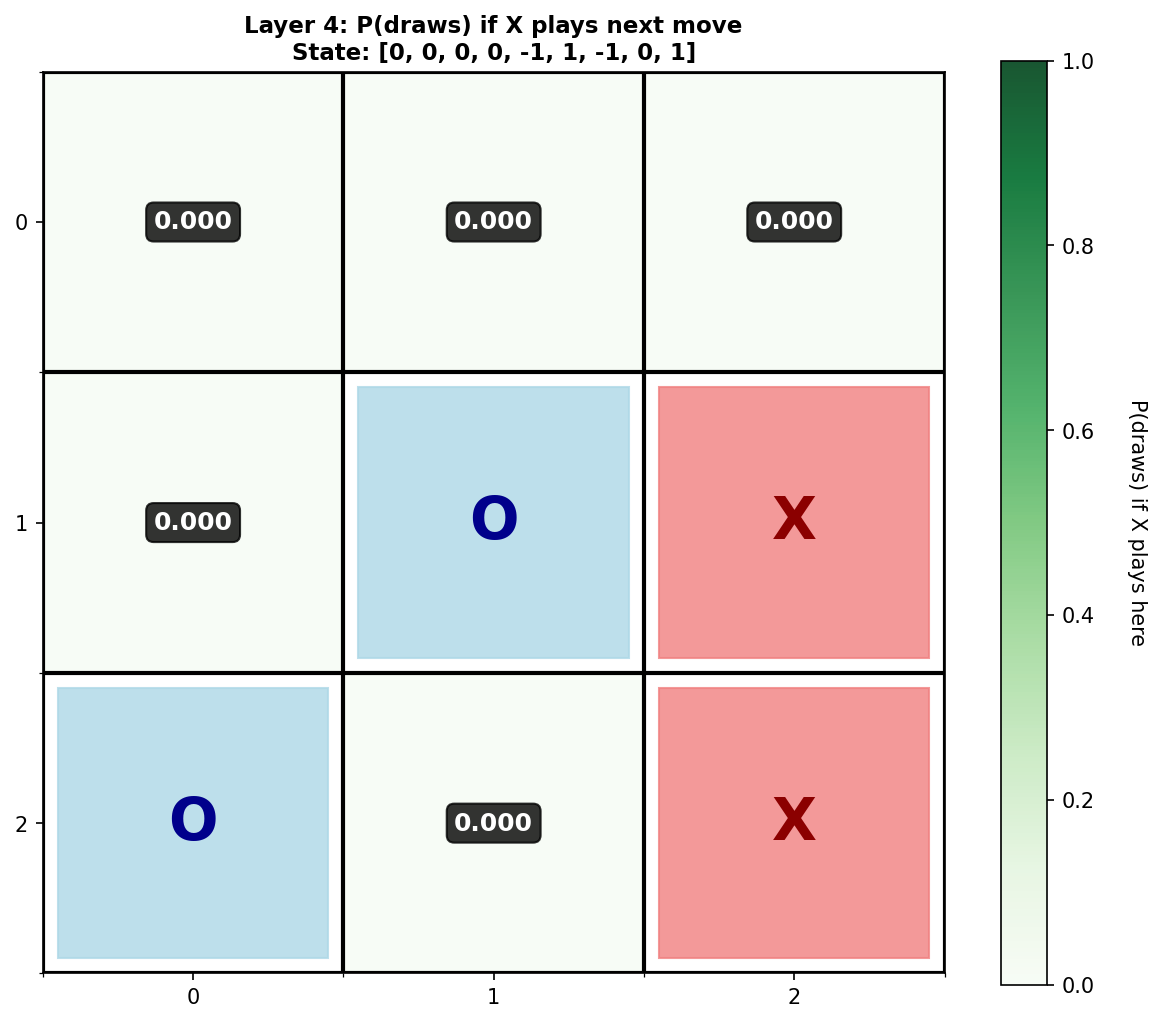 Layer 4: P(draws) if X plays next move
State: [0, 0, 0, 0, -1, 1, -1, 0, 1]
0
0.000
0.000
0.000
1
0.000
O
X
2
O
0.000
X
0
1
2
1.0
0.8
0.6
0.4
0.2
0.0
P(draws) if X plays here